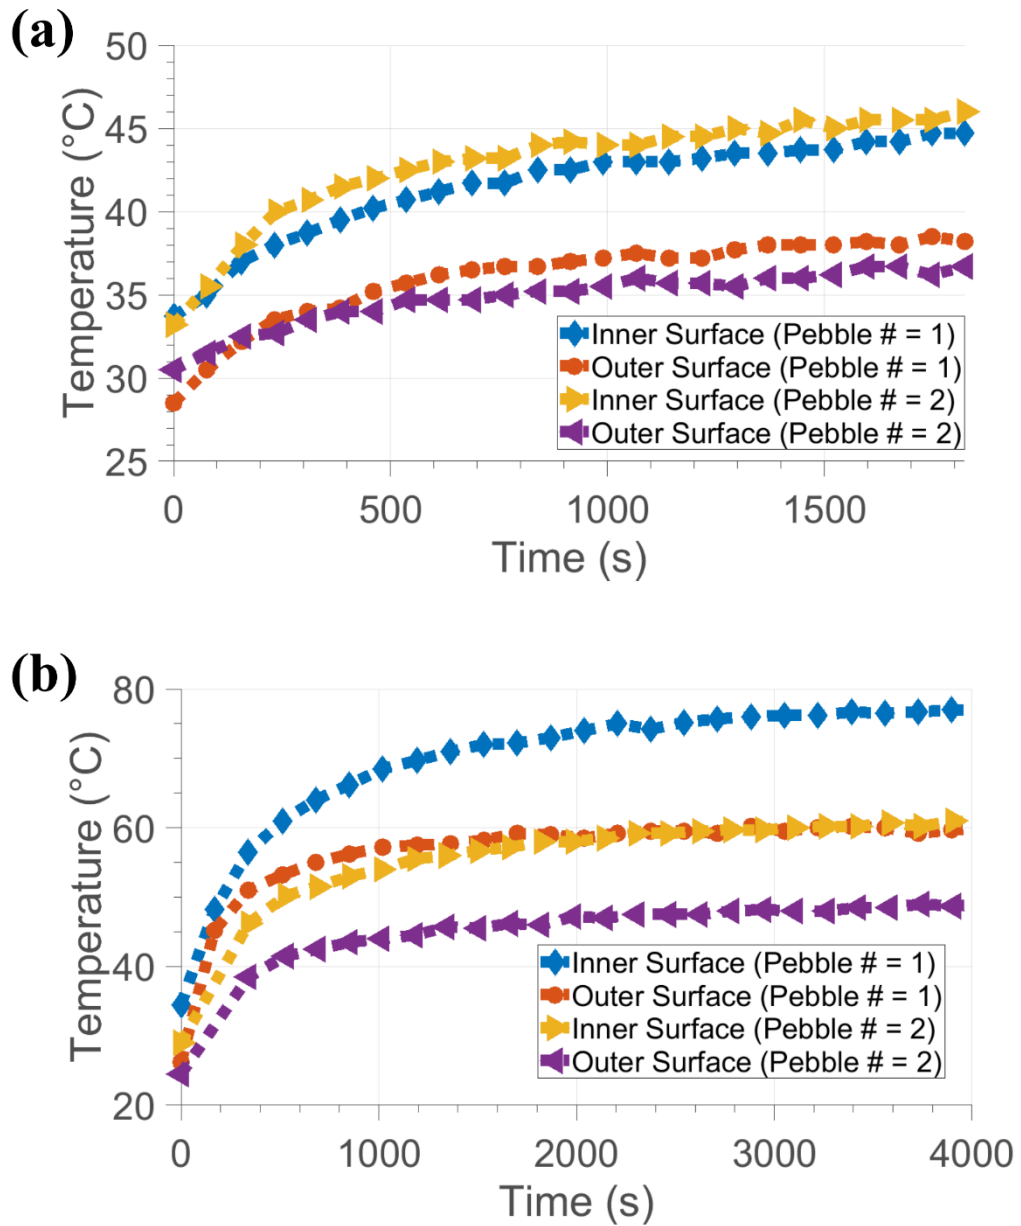 (a)
50
45
40
35
30
25
Temperature (°C)
Inner Surface (Pebble # = 1)
Outer Surface (Pebble # = 1)
Inner Surface (Pebble # = 2)
Outer Surface (Pebble # = 2)
0 500 1000 1500
Time (s)
(b)
80
60
40
20
Temperature (°C)
Inner Surface (Pebble # = 1)
Outer Surface (Pebble # = 1)
Inner Surface (Pebble # = 2)
Outer Surface (Pebble # = 2)
0 1000 2000 3000 4000
Time (s)